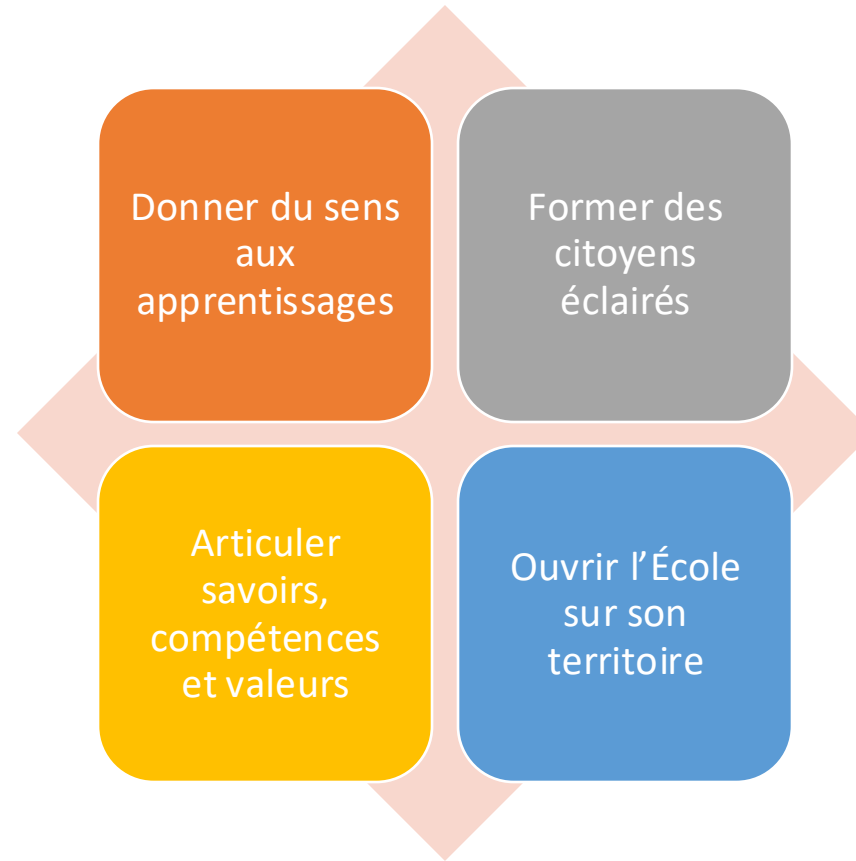 Donner du sens
aux
apprentissages
Former des
citoyens
éclairés
Articuler
savoirs,
compétences
et valeurs
Ouvrir l’École
sur son
territoire